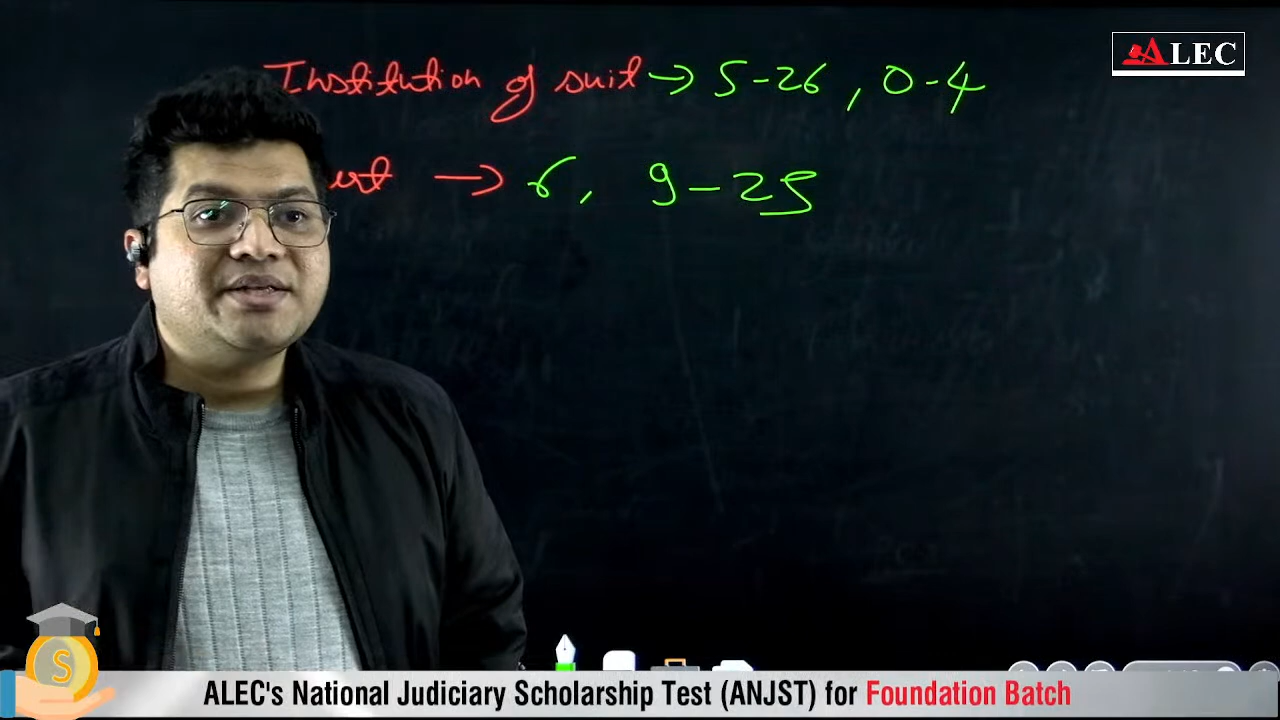 ALEC
Institution of suit → S-26, O-4
→ 6, 9-25
ALEC's National Judiciary Scholarship Test (ANJST) for Foundation Batch